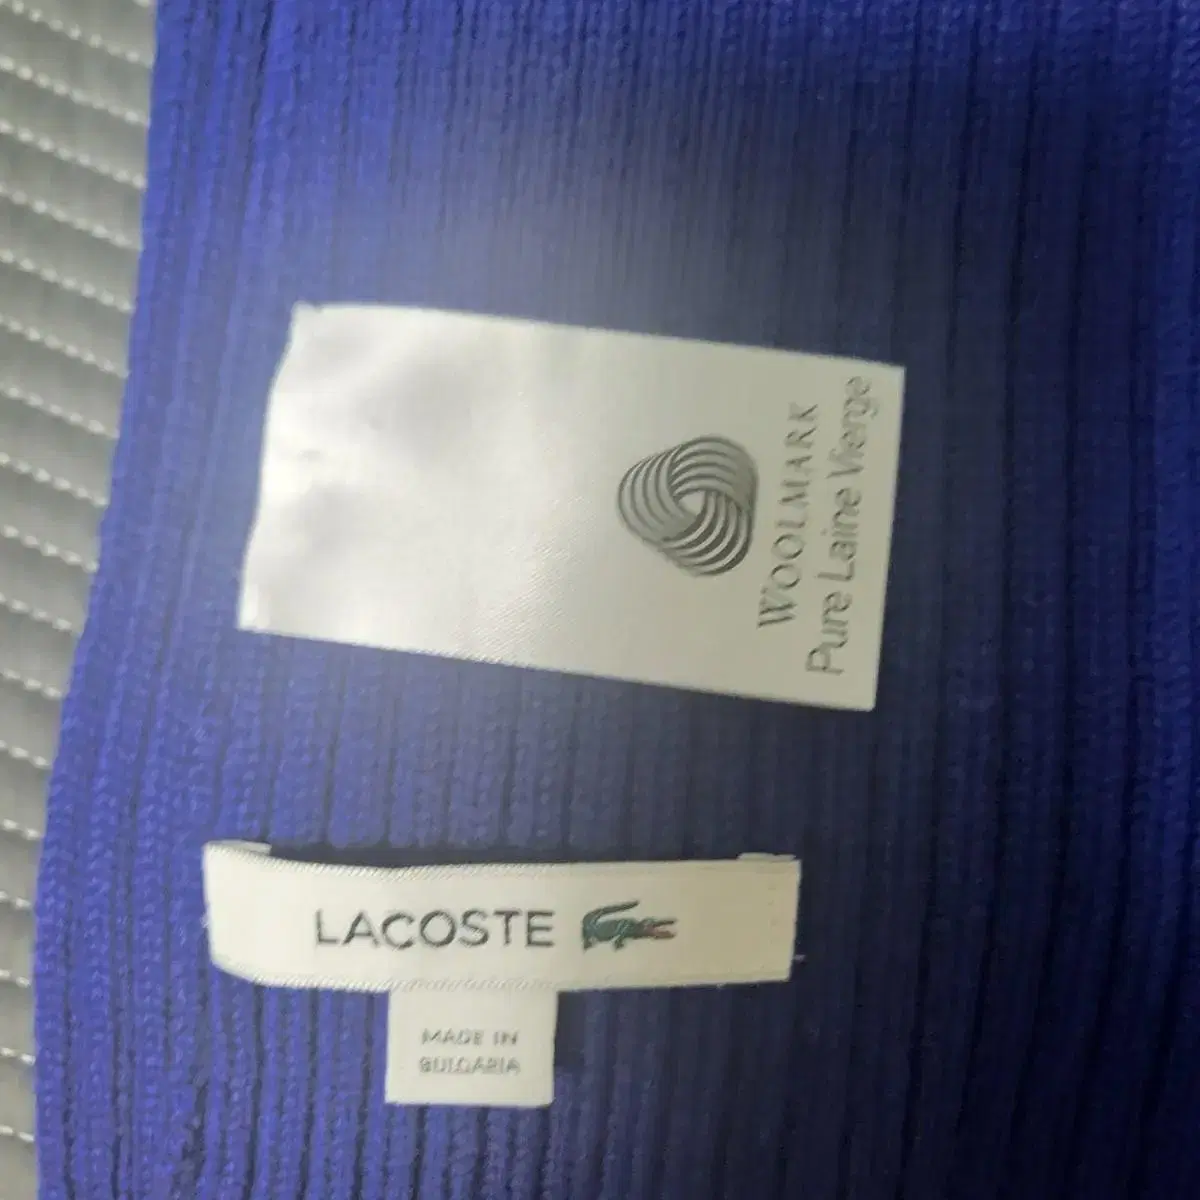 WOOLMARK
Pure Laine Vierge
LACOSTE
MADE IN
BULGARIA